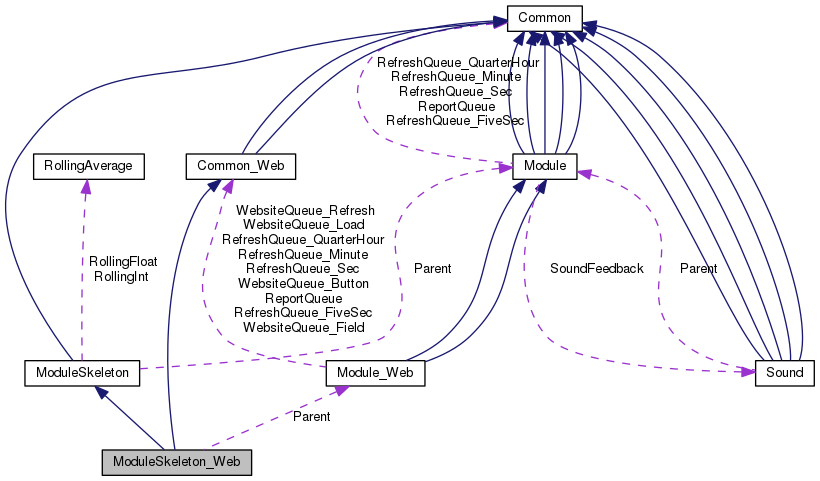 Common
RefreshQueue_QuarterHour
RefreshQueue_Minute
RefreshQueue_Sec
ReportQueue
RefreshQueue_FiveSec
RollingAverage
Common_Web
Module
WebsiteQueue_Refresh
WebsiteQueue_Load
RefreshQueue_QuarterHour
RefreshQueue_Minute
RefreshQueue_Sec
WebsiteQueue_Button
ReportQueue
RefreshQueue_FiveSec
WebsiteQueue_Field
RollingFloat
RollingInt
Parent
SoundFeedback
Parent
ModuleSkeleton
Module_Web
Sound
Parent
ModuleSkeleton_Web